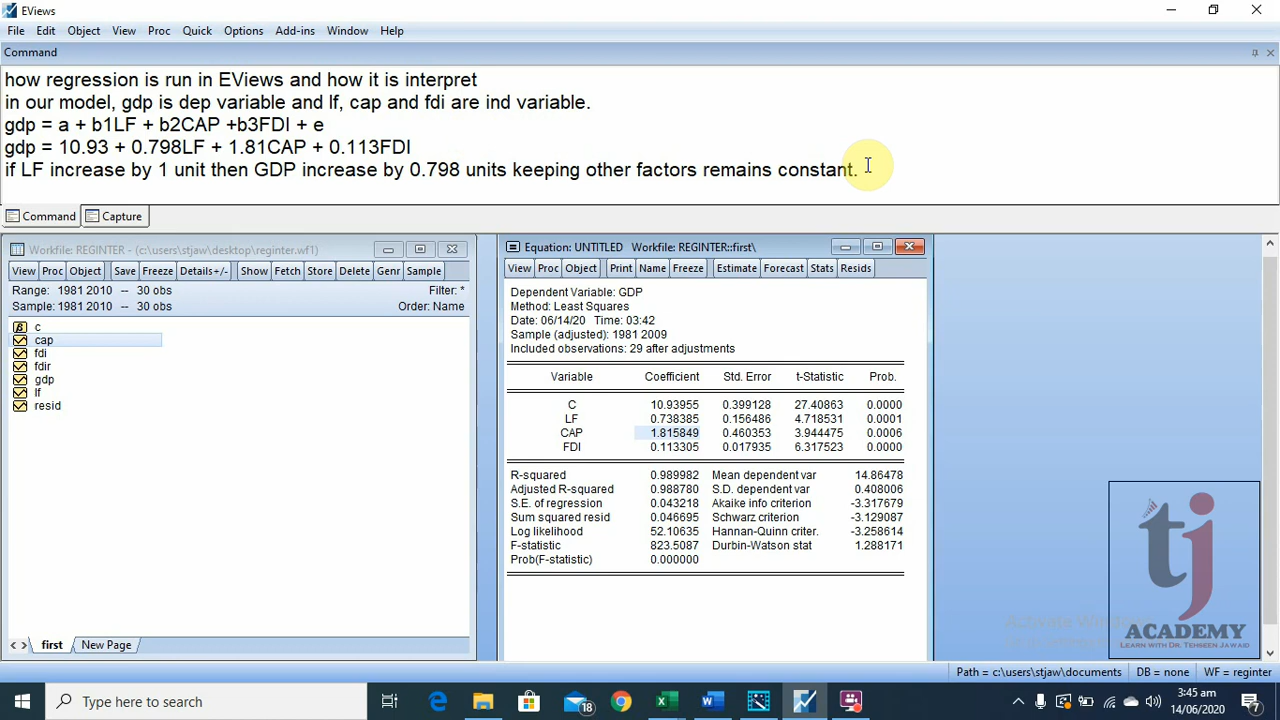 EViews
File Edit Object View Proc Quick Options Add-ins Window Help
Command
how regression is run in EViews and how it is interpret
in our model, gdp is dep variable and lf, cap and fdi are ind variable.
gdp = a + b1LF + b2CAP +b3FDI + e
gdp = 10.93 + 0.798LF + 1.81CAP + 0.113FDI
if LF increase by 1 unit then GDP increase by 0.798 units keeping other factors remains constant.
Command Capture
Workfile: REGINTER - (c:\users\stjaw\desktop\reginter.wf1)
View Proc Object Save Freeze Details+/- Show Fetch Store Delete Genr Sample
Range: 1981 2010 -- 30 obs Filter: *
Sample: 1981 2010 -- 30 obs Order: Name
c
cap
fdi
fdir
gdp
lf
resid
first New Page
Equation: UNTITLED Workfile: REGINTER::first\
View Proc Object Print Name Freeze Estimate Forecast Stats Resids
Dependent Variable: GDP
Method: Least Squares
Date: 06/14/20 Time: 03:42
Sample (adjusted): 1981 2009
Included observations: 29 after adjustments
Variable Coefficient Std. Error t-Statistic Prob.
C 10.93955 0.399128 27.40863 0.0000
LF 0.738385 0.156486 4.718531 0.0001
CAP 1.815849 0.460353 3.944475 0.0006
FDI 0.113305 0.017935 6.317523 0.0000
R-squared 0.989982 Mean dependent var 14.86478
Adjusted R-squared 0.988780 S.D. dependent var 0.408006
S.E. of regression 0.043218 Akaike info criterion -3.317679
Sum squared resid 0.046695 Schwarz criterion -3.129087
Log likelihood 52.10635 Hannan-Quinn criter. -3.258614
F-statistic 823.5087 Durbin-Watson stat 1.288171
Prob(F-statistic) 0.000000
tj
ACADEMY
LEARN WITH DR. TEHSEEN JAWAID
Path = c:\users\stjaw\documents DB = none WF = reginter
Type here to search
18
3:45 am
14/06/2020
7